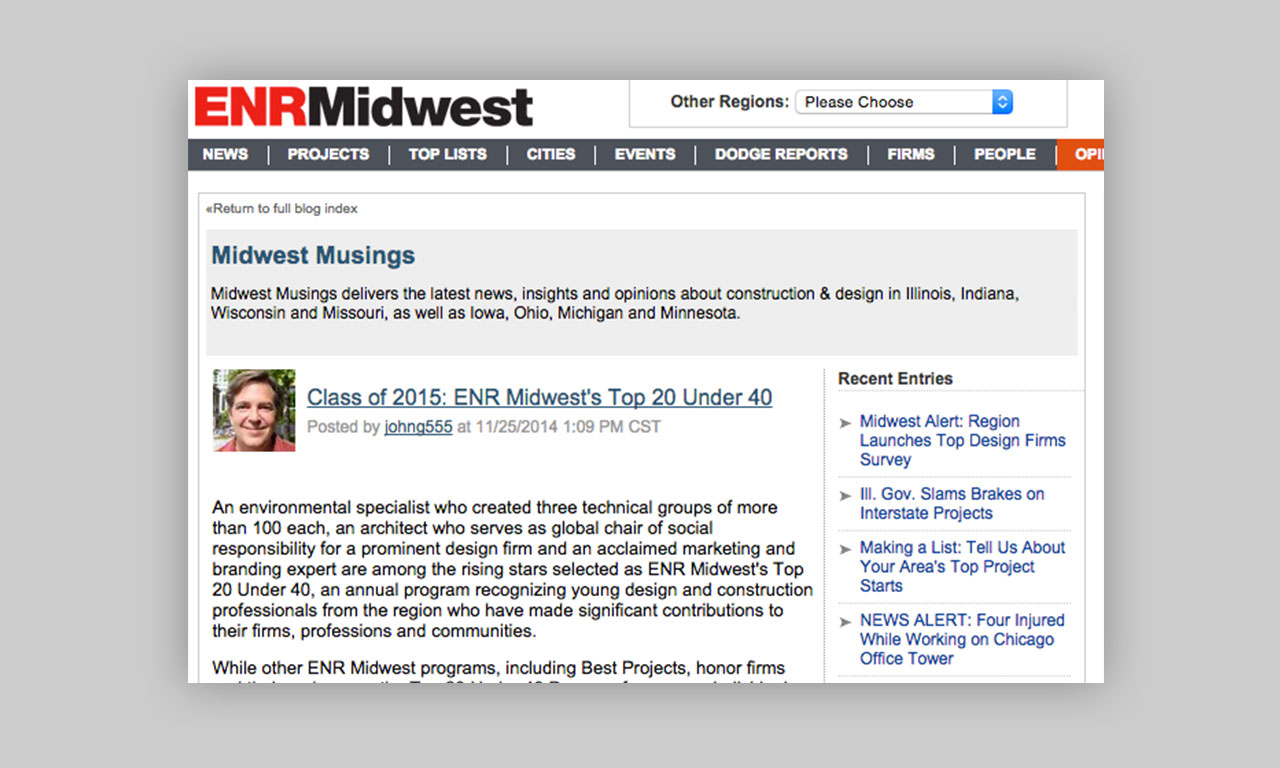 ENRMidwest
Other Regions: Please Choose
NEWS | PROJECTS | TOP LISTS | CITIES | EVENTS | DODGE REPORTS | FIRMS | PEOPLE | OPI
«Return to full blog index
Midwest Musings
Midwest Musings delivers the latest news, insights and opinions about construction & design in Illinois, Indiana,
Wisconsin and Missouri, as well as Iowa, Ohio, Michigan and Minnesota.
Class of 2015: ENR Midwest's Top 20 Under 40
Posted by johng555 at 11/25/2014 1:09 PM CST
An environmental specialist who created three technical groups of more
than 100 each, an architect who serves as global chair of social
responsibility for a prominent design firm and an acclaimed marketing and
branding expert are among the rising stars selected as ENR Midwest's Top
20 Under 40, an annual program recognizing young design and construction
professionals from the region who have made significant contributions to
their firms, professions and communities.
While other ENR Midwest programs, including Best Projects, honor firms
Recent Entries
Midwest Alert: Region
Launches Top Design Firms
Survey
Ill. Gov. Slams Brakes on
Interstate Projects
Making a List: Tell Us About
Your Area's Top Project
Starts
NEWS ALERT: Four Injured
While Working on Chicago
Office Tower